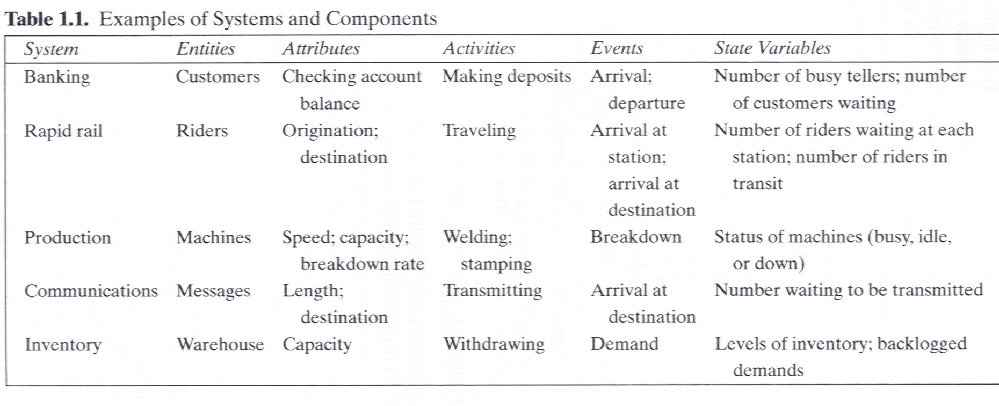 Table 1.1. Examples of Systems and Components
System Entities Attributes Activities Events State Variables
Banking Customers Checking account Making deposits Arrival; Number of busy tellers; number
balance departure of customers waiting
Rapid rail Riders Origination; Traveling Arrival at Number of riders waiting at each
destination station; station; number of riders in
arrival at transit
destination
Production Machines Speed; capacity; Welding; Breakdown Status of machines (busy, idle,
breakdown rate stamping or down)
Communications Messages Length; Transmitting Arrival at Number waiting to be transmitted
destination destination
Inventory Warehouse Capacity Withdrawing Demand Levels of inventory; backlogged
demands